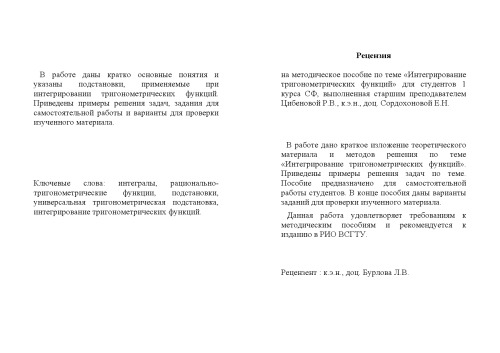 В работе даны кратко основные понятия и
указаны подстановки, применяемые при
интегрировании тригонометрических функций.
Приведены примеры решения задач, задания для
самостоятельной работы и варианты для проверки
изученного материала.
Ключевые слова: интегралы, рационально-
тригонометрические функции, подстановки,
универсальная тригонометрическая подстановка,
интегрирование тригонометрических функций.
Рецензия
на методическое пособие по теме «Интегрирование
тригонометрических функций» для студентов 1
курса СФ, выполненная старшим преподавателем
Цибеновой Р.В., к.э.н., доц. Сордохоновой Е.Н.
В работе дано краткое изложение теоретического
материала и методов решения по теме
«Интегрирование тригонометрических функций».
Приведены примеры решения задач по теме.
Пособие предназначено для самостоятельной
работы студентов. В конце пособия даны варианты
заданий для проверки изученного материала.
Данная работа удовлетворяет требованиям к
методическим пособиям и рекомендуется к
изданию в РИО ВСГТУ.
Рецензент : к.э.н., доц. Бурлова Л.В.